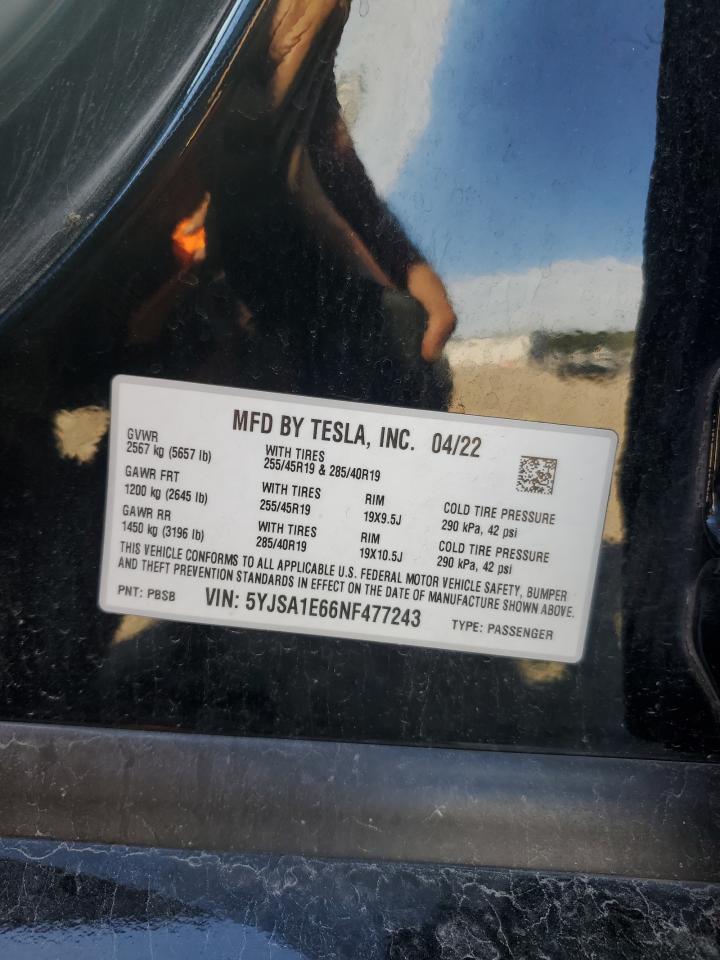 MFD BY TESLA, INC. 04/22
GVWR
2567 kg (5657 lb)
WITH TIRES
255/45R19 & 285/40R19
GAWR FRT
1200 kg (2645 lb)
WITH TIRES
255/45R19
RIM
19X9.5J
COLD TIRE PRESSURE
290 kPa, 42 psi
GAWR RR
1450 kg (3196 lb)
WITH TIRES
285/40R19
RIM
19X10.5J
COLD TIRE PRESSURE
290 kPa, 42 psi
THIS VEHICLE CONFORMS TO ALL APPLICABLE U.S. FEDERAL MOTOR VEHICLE SAFETY, BUMPER
AND THEFT PREVENTION STANDARDS IN EFFECT ON THE DATE OF MANUFACTURE SHOWN ABOVE.
PNT: PBSB VIN: 5YJSA1E66NF477243 TYPE: PASSENGER